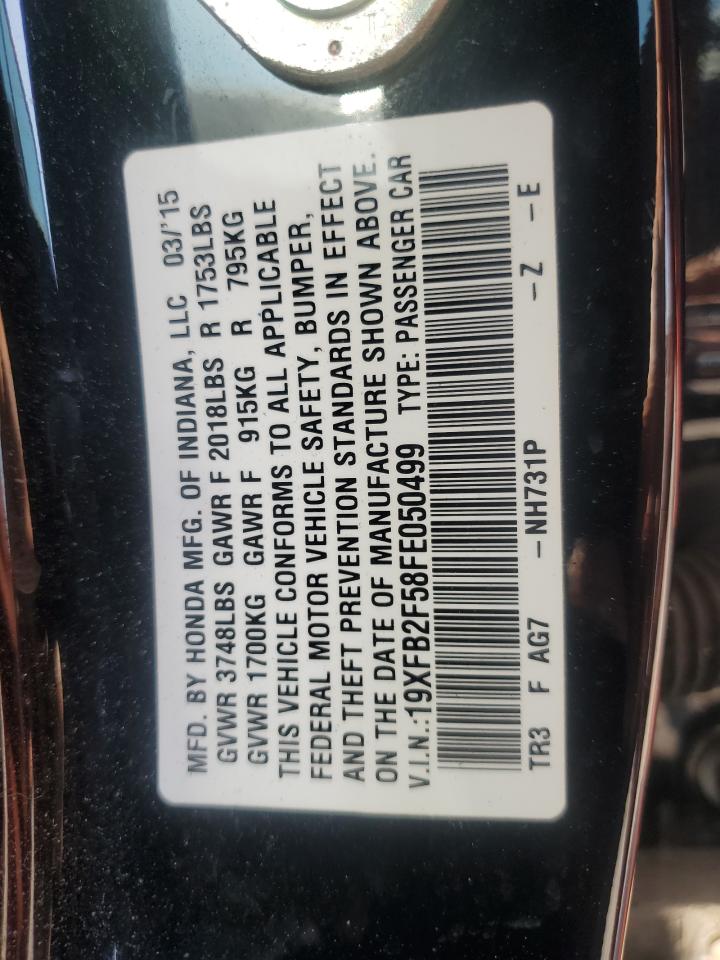 MFD. BY HONDA MFG. OF INDIANA, LLC 03/'15
GVWR 3748LBS GAWR F 2018LBS R 1753LBS
GVWR 1700KG GAWR F 915KG R 795KG
THIS VEHICLE CONFORMS TO ALL APPLICABLE
FEDERAL MOTOR VEHICLE SAFETY, BUMPER,
AND THEFT PREVENTION STANDARDS IN EFFECT
ON THE DATE OF MANUFACTURE SHOWN ABOVE.
V.I.N.:19XFB2F58FE050499 TYPE: PASSENGER CAR
TR3 F AG7 -NH731P -Z -E